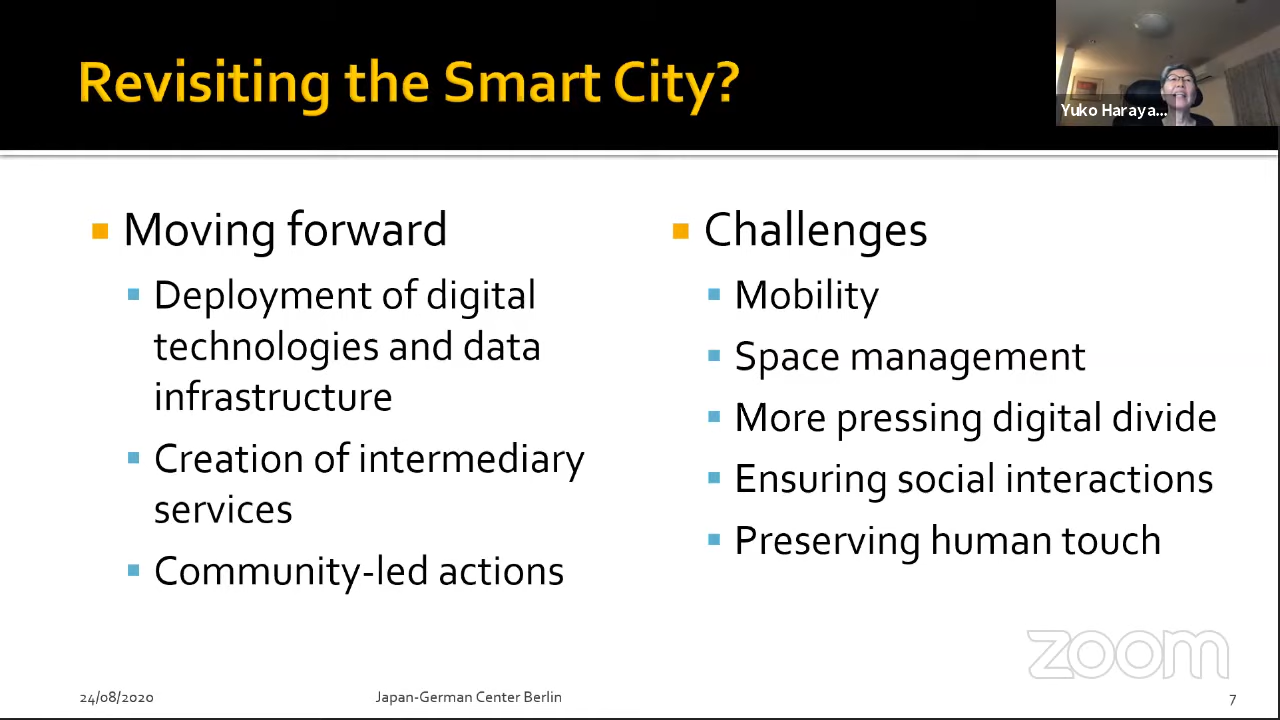 Revisiting the Smart City?
Yuko Haraya...
Moving forward
Deployment of digital
technologies and data
infrastructure
Creation of intermediary
services
Community-led actions
Challenges
Mobility
Space management
More pressing digital divide
Ensuring social interactions
Preserving human touch
zoom
24/08/2020
Japan-German Center Berlin
7